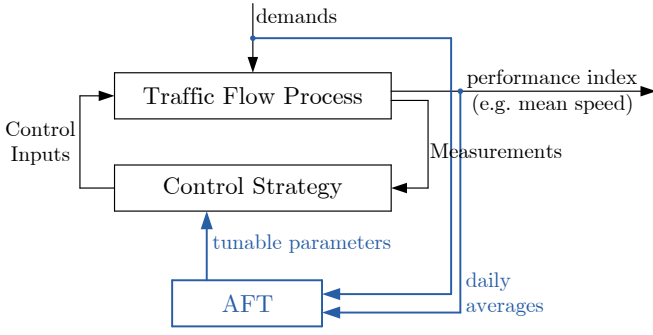 demands
Traffic Flow Process
performance index
(e.g. mean speed)
Control
Inputs
Measurements
Control Strategy
tunable parameters
AFT
daily
averages